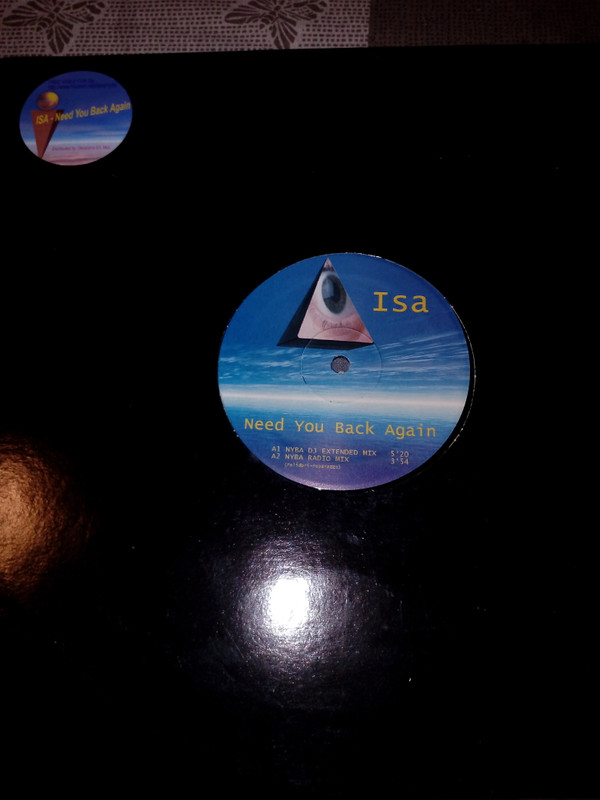 ISA - Need You Back Again
Isa
Need You Back Again
A1 NYBA DJ EXTENDED MIX 5'20
A2 NYBA RADIO MIX 3'54